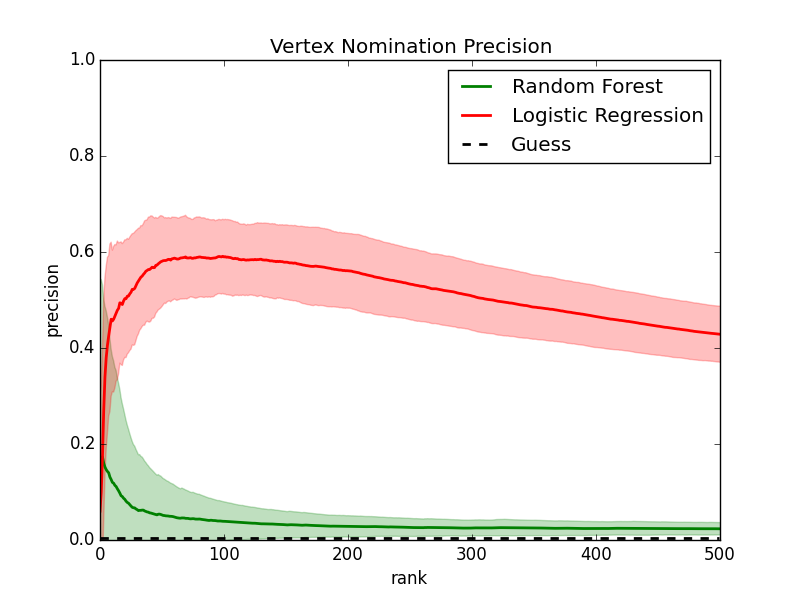 Vertex Nomination Precision
1.0
0.8
0.6
0.4
0.2
0.0
precision
Random Forest
Logistic Regression
Guess
0 100 200 300 400 500
rank